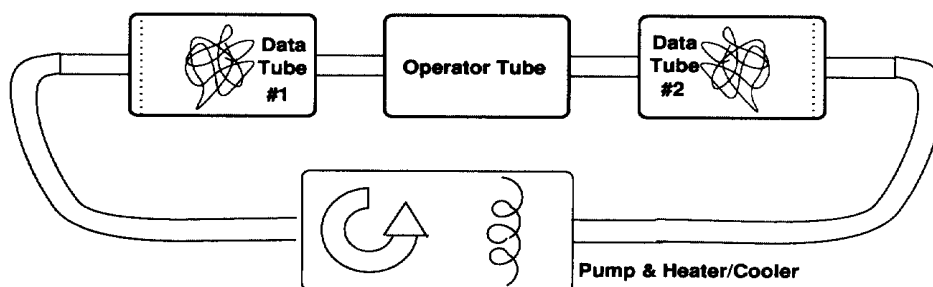 Data
Tube
#1
Operator Tube
Data
Tube
#2
Pump & Heater/Cooler